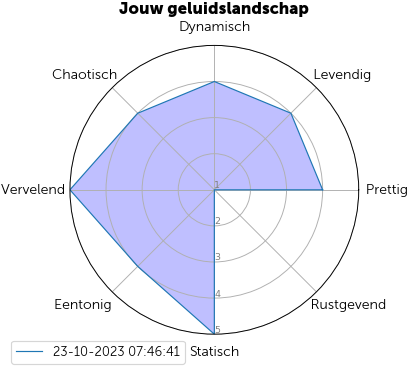 Jouw geluidslandschap
Dynamisch
Chaotisch
Levendig
Vervelend
1
Prettig
2
3
4
Eentonig
Rustgevend
5
23-10-2023 07:46:41
Statisch